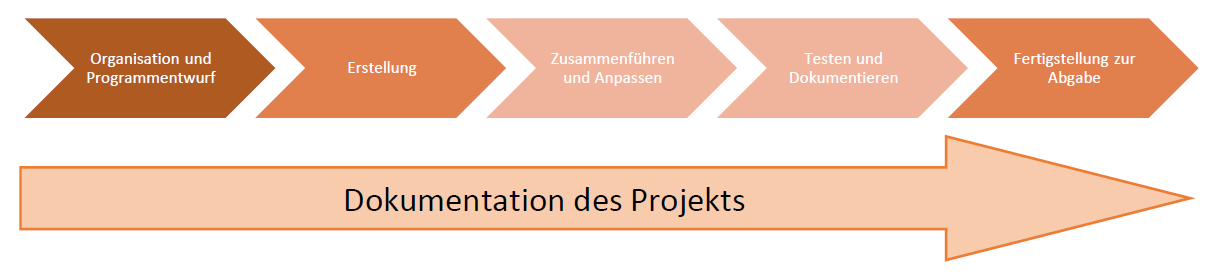 Organisation und
Programmentwurf
Erstellung
Zusammenführen
und Anpassen
Testen und
Dokumentieren
Fertigstellung zur
Abgabe
Dokumentation des Projekts